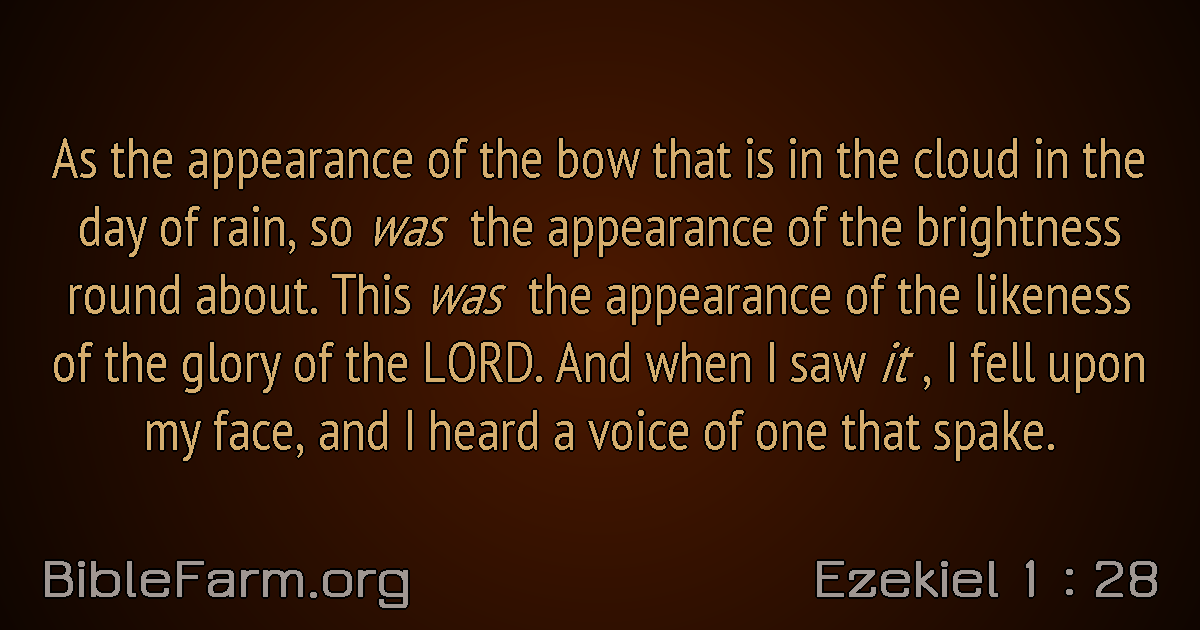 As the appearance of the bow that is in the cloud in the
day of rain, so was the appearance of the brightness
round about. This was the appearance of the likeness
of the glory of the LORD. And when I saw it , I fell upon
my face, and I heard a voice of one that spake.
BibleFarm.org
Ezekiel 1 : 28